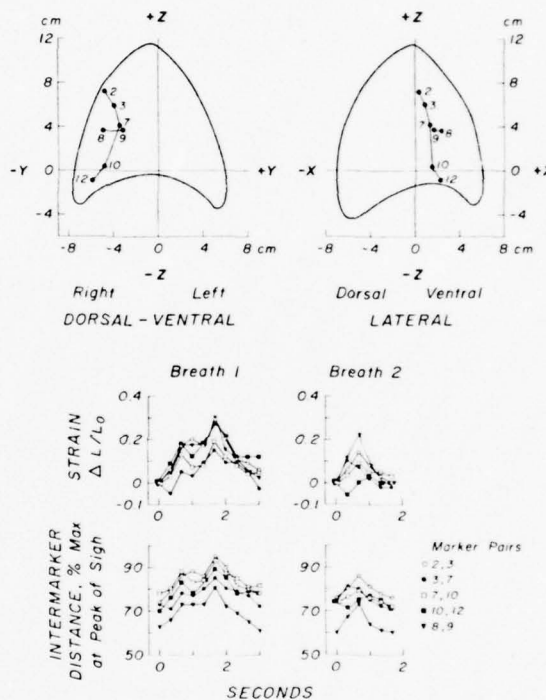 +Z +Z
cm cm
12 12
8 8
4 4
0 0
-4 -4
2 3 7 8 9 10 12
2 3 7 9 8 10 12
-Y +Y -X
-8 -4 0 4 8 cm -8 -4 0 4 8 cm
-Z -Z
Right Left Dorsal Ventral
DORSAL-VENTRAL LATERAL
Breath 1 Breath 2
STRAIN
Δ L/Lo
0.4 0.4
0.2 0.2
0 0
-0.1 -0.1
0 2 0 2
INTERMARKER
DISTANCE, % Max
at Peak of Sigh
90 90
70 70
50 50
0 2 0 2
Marker Pairs
2,3
3,7
7,10
10,12
8,9
SECONDS